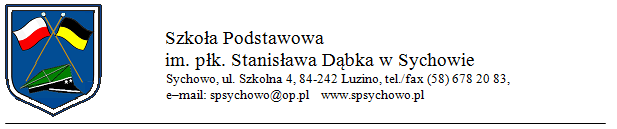 Szkoła Podstawowa
im. płk. Stanisława Dąbka w Sychowie
Sychowo, ul. Szkolna 4, 84-242 Luzino, tel./fax (58) 678 20 83,
e–mail: spsychowo@op.pl www.spsychowo.pl